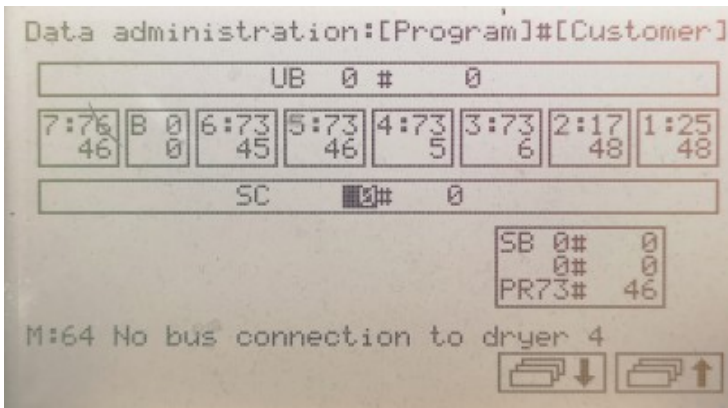 Data administration:[Program]#[Customer]
UB 0 # 0
7:76 B 0 6:73 5:73 4:73 3:73 2:17 1:25
46 0 45 46 5 6 48 48
SC 0# 0
SB 0# 0
0# 0
PR73# 46
M:64 No bus connection to dryer 4